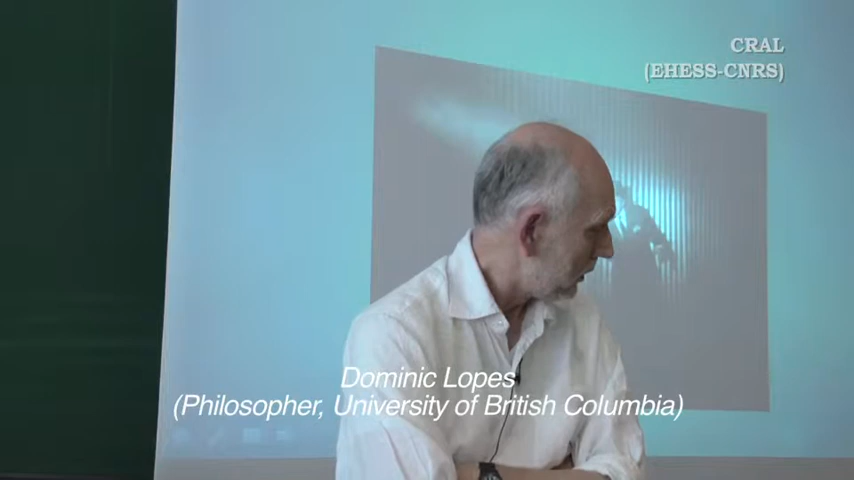 CRAL
(EHESS-CNRS)
Dominic Lopes
(Philosopher, University of British Columbia)